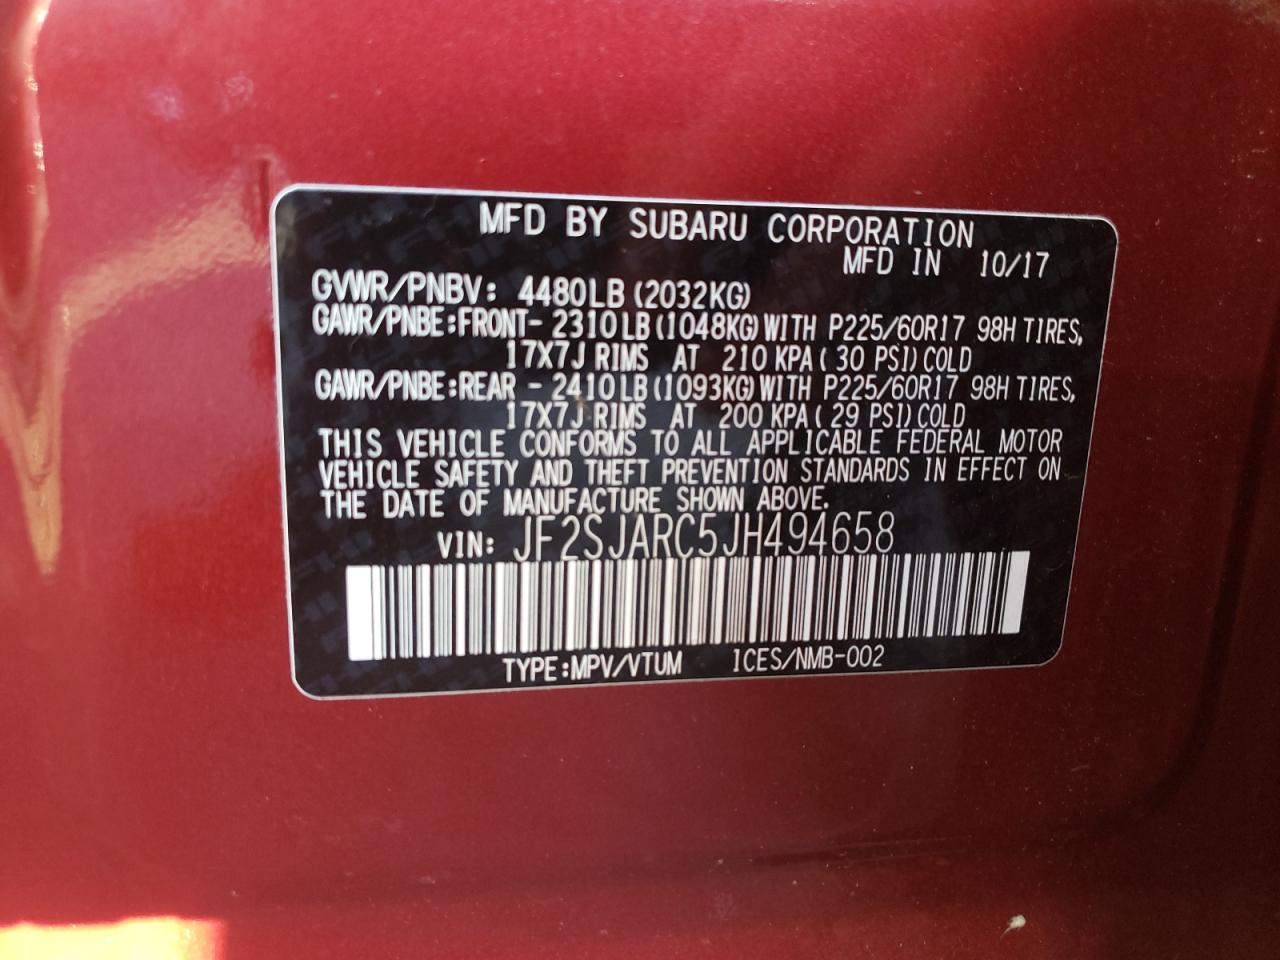 MFD BY SUBARU CORPORATION
MFD IN 10/17
GVWR/PNBV: 4480LB (2032KG)
GAWR/PNBE:FRONT- 2310LB (1048KG) WITH P225/60R17 98H TIRES,
17X7J RIMS AT 210 KPA ( 30 PSI) COLD
GAWR/PNBE:REAR - 2410LB (1093KG) WITH P225/60R17 98H TIRES,
17X7J RIMS AT 200 KPA ( 29 PSI) COLD
THIS VEHICLE CONFORMS TO ALL APPLICABLE FEDERAL MOTOR
VEHICLE SAFETY AND THEFT PREVENTION STANDARDS IN EFFECT ON
THE DATE OF MANUFACTURE SHOWN ABOVE.
VIN: JF2SJARC5JH494658
TYPE:MPV/VTUM ICES/NMB-002